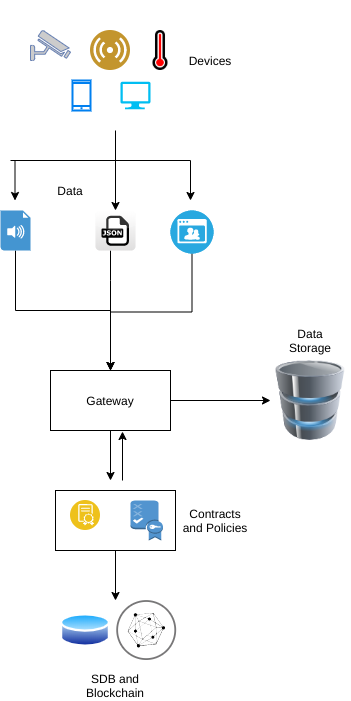 Devices
Data
JSON
Data
Storage
Gateway
Contracts
and Policies
SDB and
Blockchain